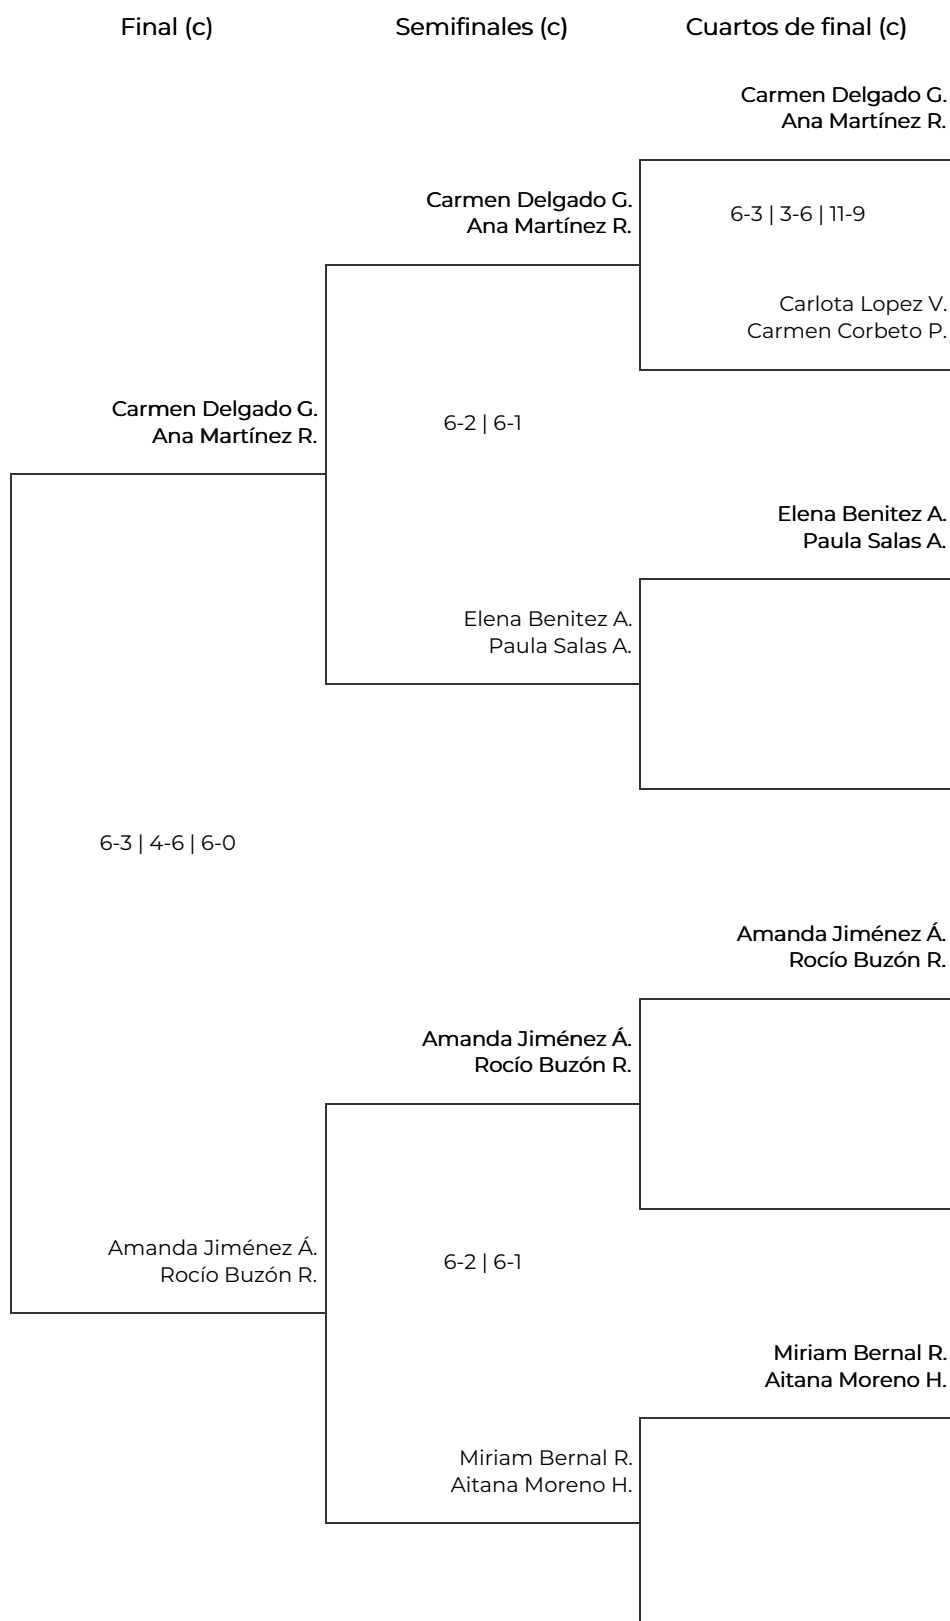 Final (c)
Semifinales (c)
Cuartos de final (c)
Carmen Delgado G.
Ana Martínez R.
Carmen Delgado G.
Ana Martínez R.
6-3 | 3-6 | 11-9
Carlota Lopez V.
Carmen Corbeto P.
Carmen Delgado G.
Ana Martínez R.
6-2 | 6-1
Elena Benitez A.
Paula Salas A.
Elena Benitez A.
Paula Salas A.
6-3 | 4-6 | 6-0
Amanda Jiménez Á.
Rocío Buzón R.
Amanda Jiménez Á.
Rocío Buzón R.
Amanda Jiménez Á.
Rocío Buzón R.
6-2 | 6-1
Miriam Bernal R.
Aitana Moreno H.
Miriam Bernal R.
Aitana Moreno H.